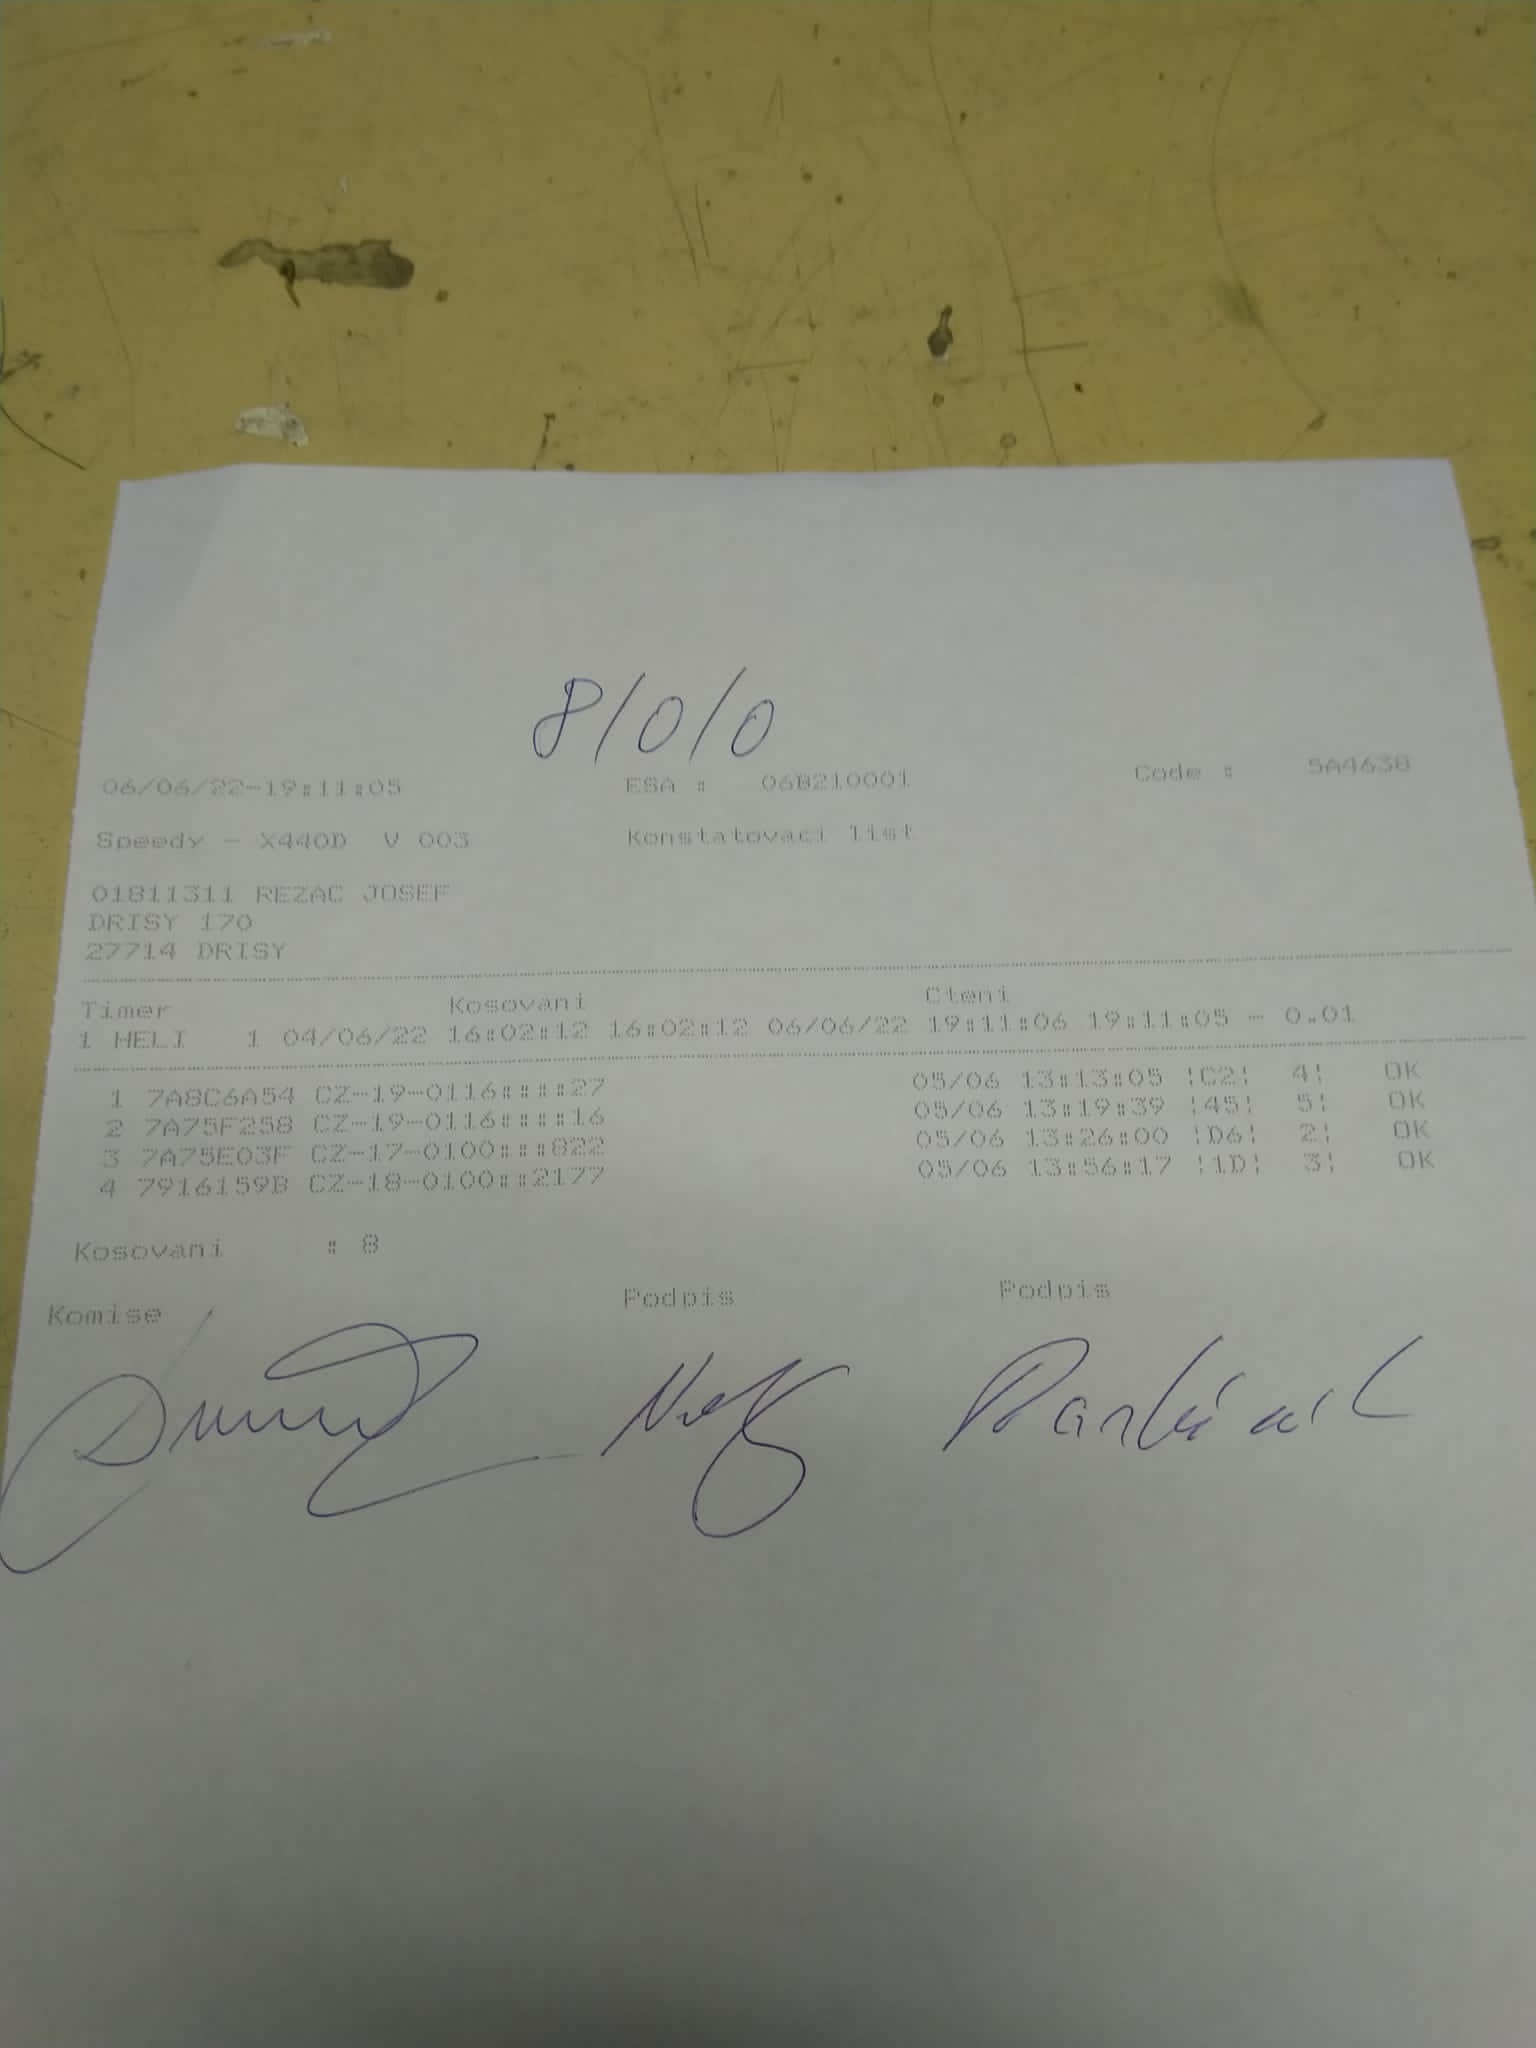 8/0/0
06/06/22-19:11:05 ESA : 06B210001 Code : 5A4638
Speedy - X440D V 003 Konstatovaci list
01811311 REZAC JOSEF
DRISY 170
27714 DRISY
Timer Kosovani Cteni
1 HELI 1 04/06/22 16:02:12 16:02:12 06/06/22 19:11:06 19:11:05 - 0.01
1 7A8C6A54 CZ-19-0116::::27 05/06 13:13:05 ¦C2¦ 4¦ OK
2 7A75F258 CZ-19-0116::::16 05/06 13:19:39 ¦45¦ 5¦ OK
3 7A75E03F CZ-17-0100:::822 05/06 13:26:00 ¦D6¦ 2¦ OK
4 7916159B CZ-18-0100::2177 05/06 13:56:17 ¦1D¦ 3¦ OK
Kosovani : 8
Komise Podpis Podpis